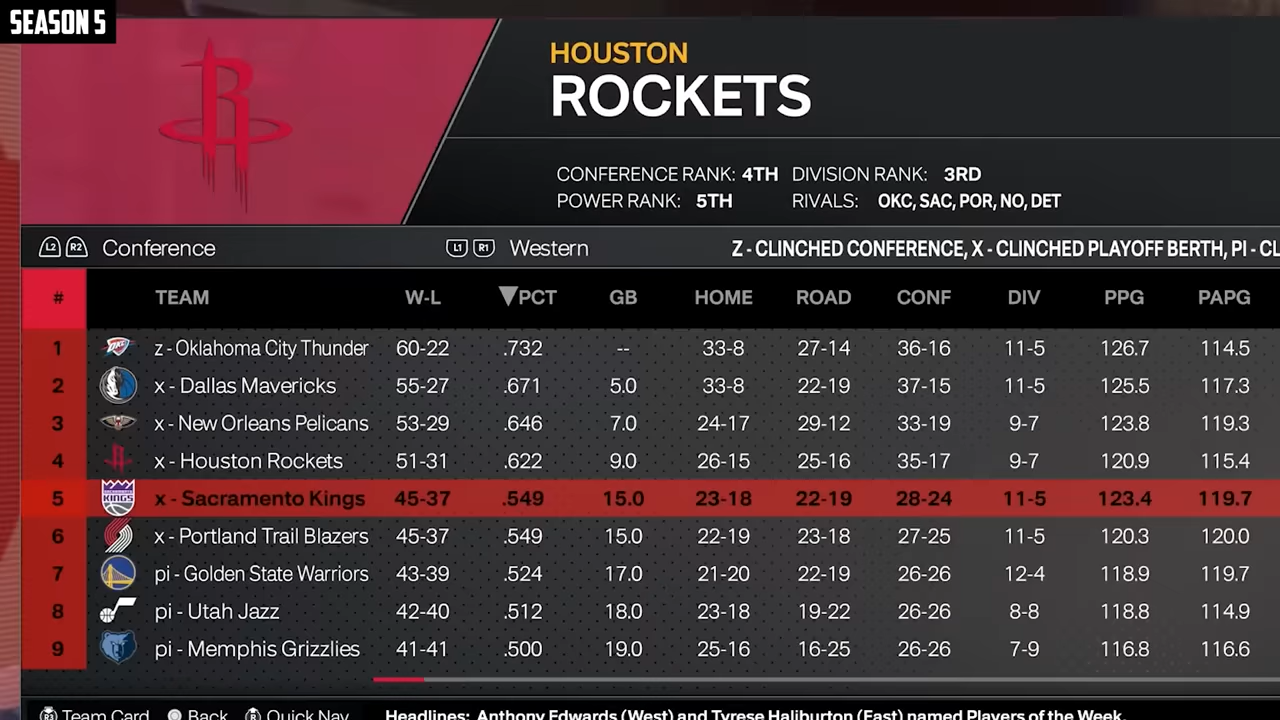 SEASON 5
HOUSTON
ROCKETS
CONFERENCE RANK: 4TH DIVISION RANK: 3RD
POWER RANK: 5TH RIVALS: OKC, SAC, POR, NO, DET
L2 R2 Conference L1 R1 Western Z - CLINCHED CONFERENCE, X - CLINCHED PLAYOFF BERTH, PI - CL
# TEAM W-L PCT GB HOME ROAD CONF DIV PPG PAPG
1 z - Oklahoma City Thunder 60-22 .732 -- 33-8 27-14 36-16 11-5 126.7 114.5
2 x - Dallas Mavericks 55-27 .671 5.0 33-8 22-19 37-15 11-5 125.5 117.3
3 x - New Orleans Pelicans 53-29 .646 7.0 24-17 29-12 33-19 9-7 123.8 119.3
4 x - Houston Rockets 51-31 .622 9.0 26-15 25-16 35-17 9-7 120.9 115.4
5 x - Sacramento Kings 45-37 .549 15.0 23-18 22-19 28-24 11-5 123.4 119.7
6 x - Portland Trail Blazers 45-37 .549 15.0 22-19 23-18 27-25 11-5 120.3 120.0
7 pi - Golden State Warriors 43-39 .524 17.0 21-20 22-19 26-26 12-4 118.9 119.7
8 pi - Utah Jazz 42-40 .512 18.0 23-18 19-22 26-26 8-8 118.8 114.9
9 pi - Memphis Grizzlies 41-41 .500 19.0 25-16 16-25 26-26 7-9 116.8 116.6
R3 Team Card Back R Quick Nav Headlines: Anthony Edwards (West) and Tyrese Haliburton (East) named Players of the Week.